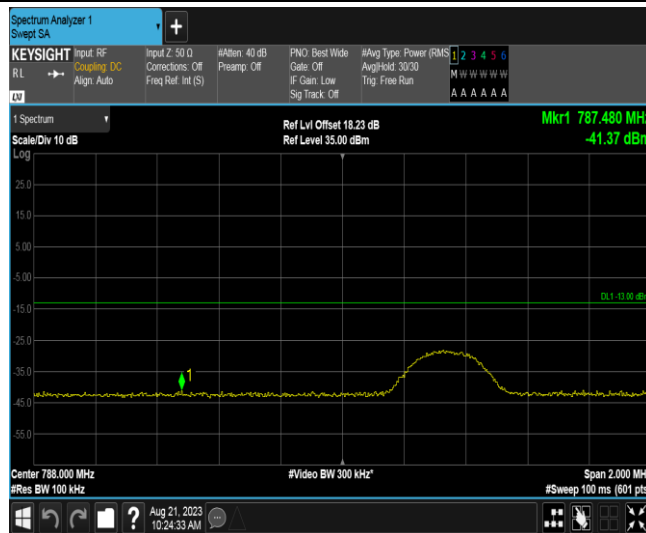 Spectrum Analyzer 1
Swept SA
KEYSIGHT
RL
LXI
Input: RF
Coupling: DC
Align: Auto
Input Z: 50 Ω
Corrections: Off
Freq Ref: Int (S)
#Atten: 40 dB
Preamp: Off
PNO: Best Wide
Gate: Off
IF Gain: Low
Sig Track: Off
#Avg Type: Power (RMS
Avg|Hold: 30/30
Trig: Free Run
1 2 3 4 5 6
M W W W W W
A A A A A A
1 Spectrum
Scale/Div 10 dB
Ref Lvl Offset 18.23 dB
Ref Level 35.00 dBm
Mkr1 787.480 MHz
-41.37 dBm
Log
25.0
15.0
5.00
-5.00
DL1 -13.00 dBm
-15.0
-25.0
-35.0
1
-45.0
-55.0
Center 788.000 MHz
#Res BW 100 kHz
#Video BW 300 kHz*
Span 2.000 MH
#Sweep 100 ms (601 pts
?
Aug 21, 2023
10:24:33 AM